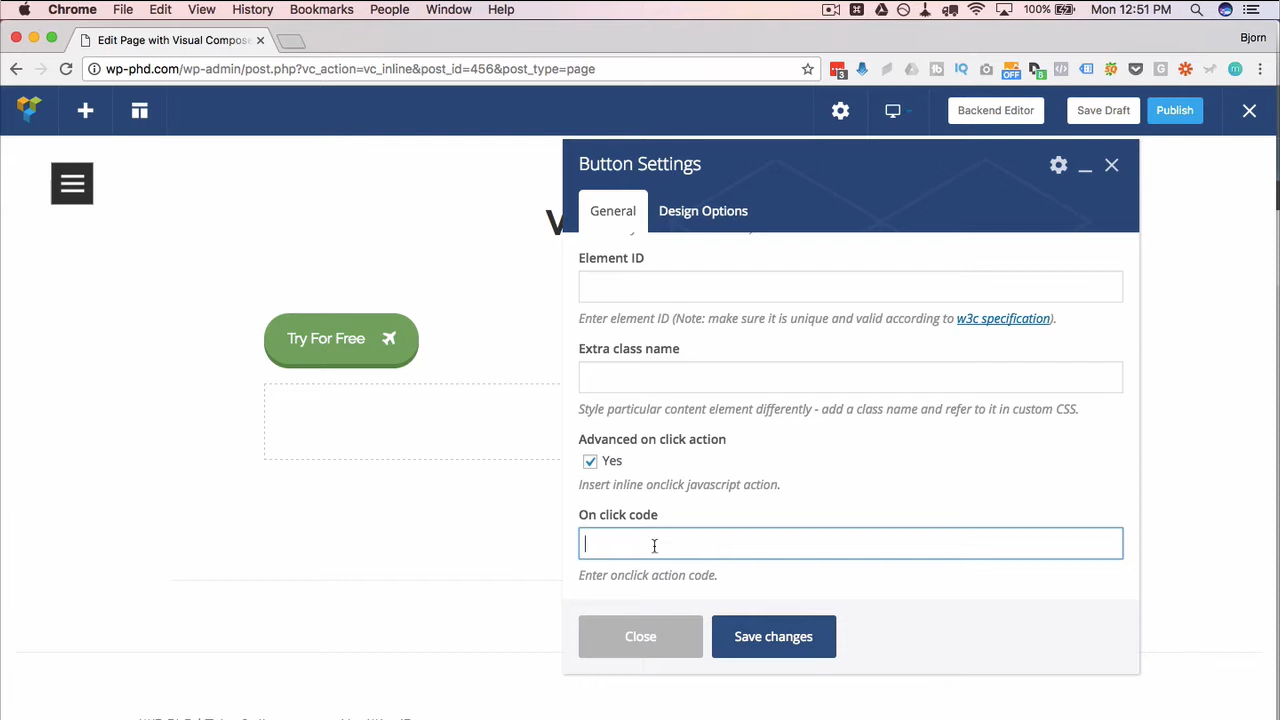 Chrome File Edit View History Bookmarks People Window Help 100% Mon 12:51 PM
Edit Page with Visual Compos Bjorn
wp-phd.com/wp-admin/post.php?vc_action=vc_inline&post_id=456&post_type=page
Backend Editor Save Draft Publish
Button Settings
General Design Options
Element ID
Enter element ID (Note: make sure it is unique and valid according to w3c specification).
Try For Free
Extra class name
Style particular content element differently - add a class name and refer to it in custom CSS.
Advanced on click action
Yes
Insert inline onclick javascript action.
On click code
Enter onclick action code.
Close Save changes